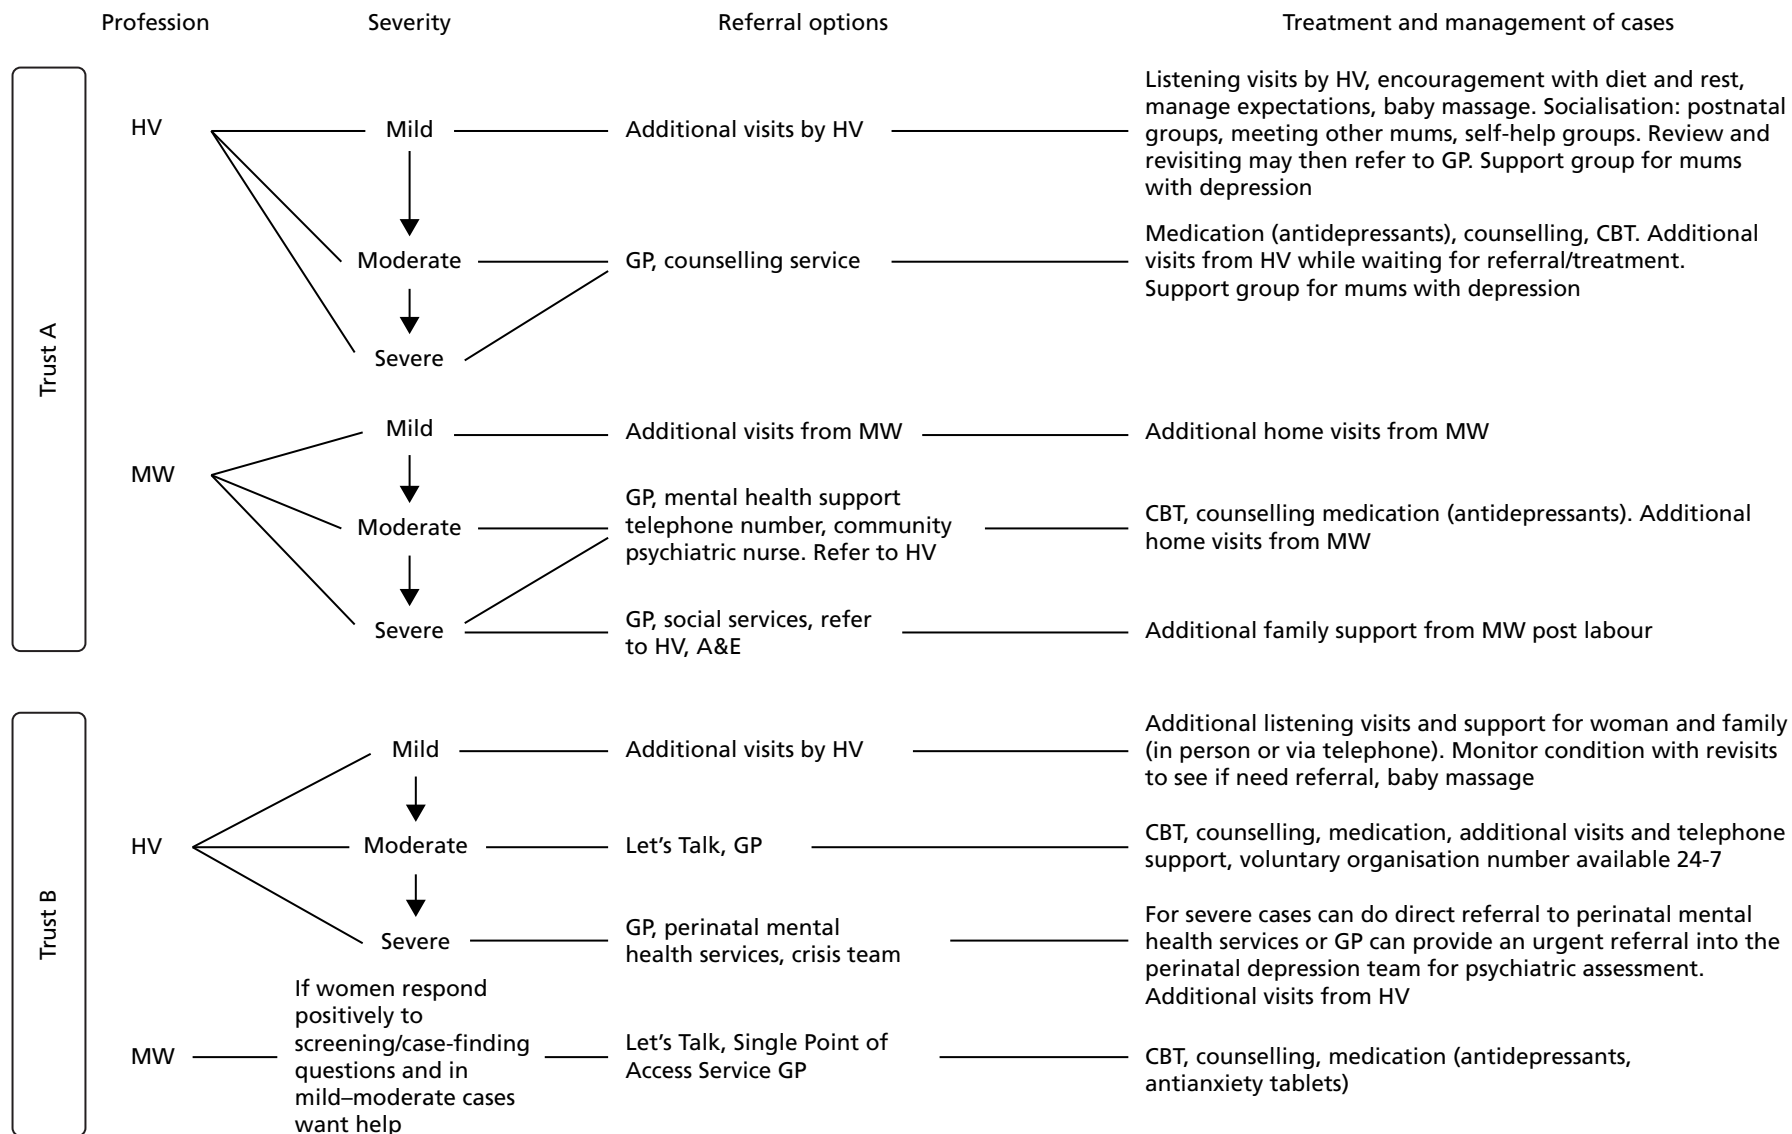 Profession
Severity
Referral options
Treatment and management of cases
Trust A
HV
Mild
Additional visits by HV
Listening visits by HV, encouragement with diet and rest,
manage expectations, baby massage. Socialisation: postnatal
groups, meeting other mums, self-help groups. Review and
revisiting may then refer to GP. Support group for mums
with depression
Moderate
GP, counselling service
Medication (antidepressants), counselling, CBT. Additional
visits from HV while waiting for referral/treatment.
Support group for mums with depression
Severe
MW
Mild
Additional visits from MW
Additional home visits from MW
Moderate
GP, mental health support
telephone number, community
psychiatric nurse. Refer to HV
CBT, counselling medication (antidepressants). Additional
home visits from MW
Severe
GP, social services, refer
to HV, A&E
Additional family support from MW post labour
Trust B
HV
Mild
Additional visits by HV
Additional listening visits and support for woman and family
(in person or via telephone). Monitor condition with revisits
to see if need referral, baby massage
Moderate
Let's Talk, GP
CBT, counselling, medication, additional visits and telephone
support, voluntary organisation number available 24-7
Severe
GP, perinatal mental
health services, crisis team
For severe cases can do direct referral to perinatal mental
health services or GP can provide an urgent referral into the
perinatal depression team for psychiatric assessment.
Additional visits from HV
MW
If women respond
positively to
screening/case-finding
questions and in
mild–moderate cases
want help
Let's Talk, Single Point of
Access Service GP
CBT, counselling, medication (antidepressants,
antianxiety tablets)